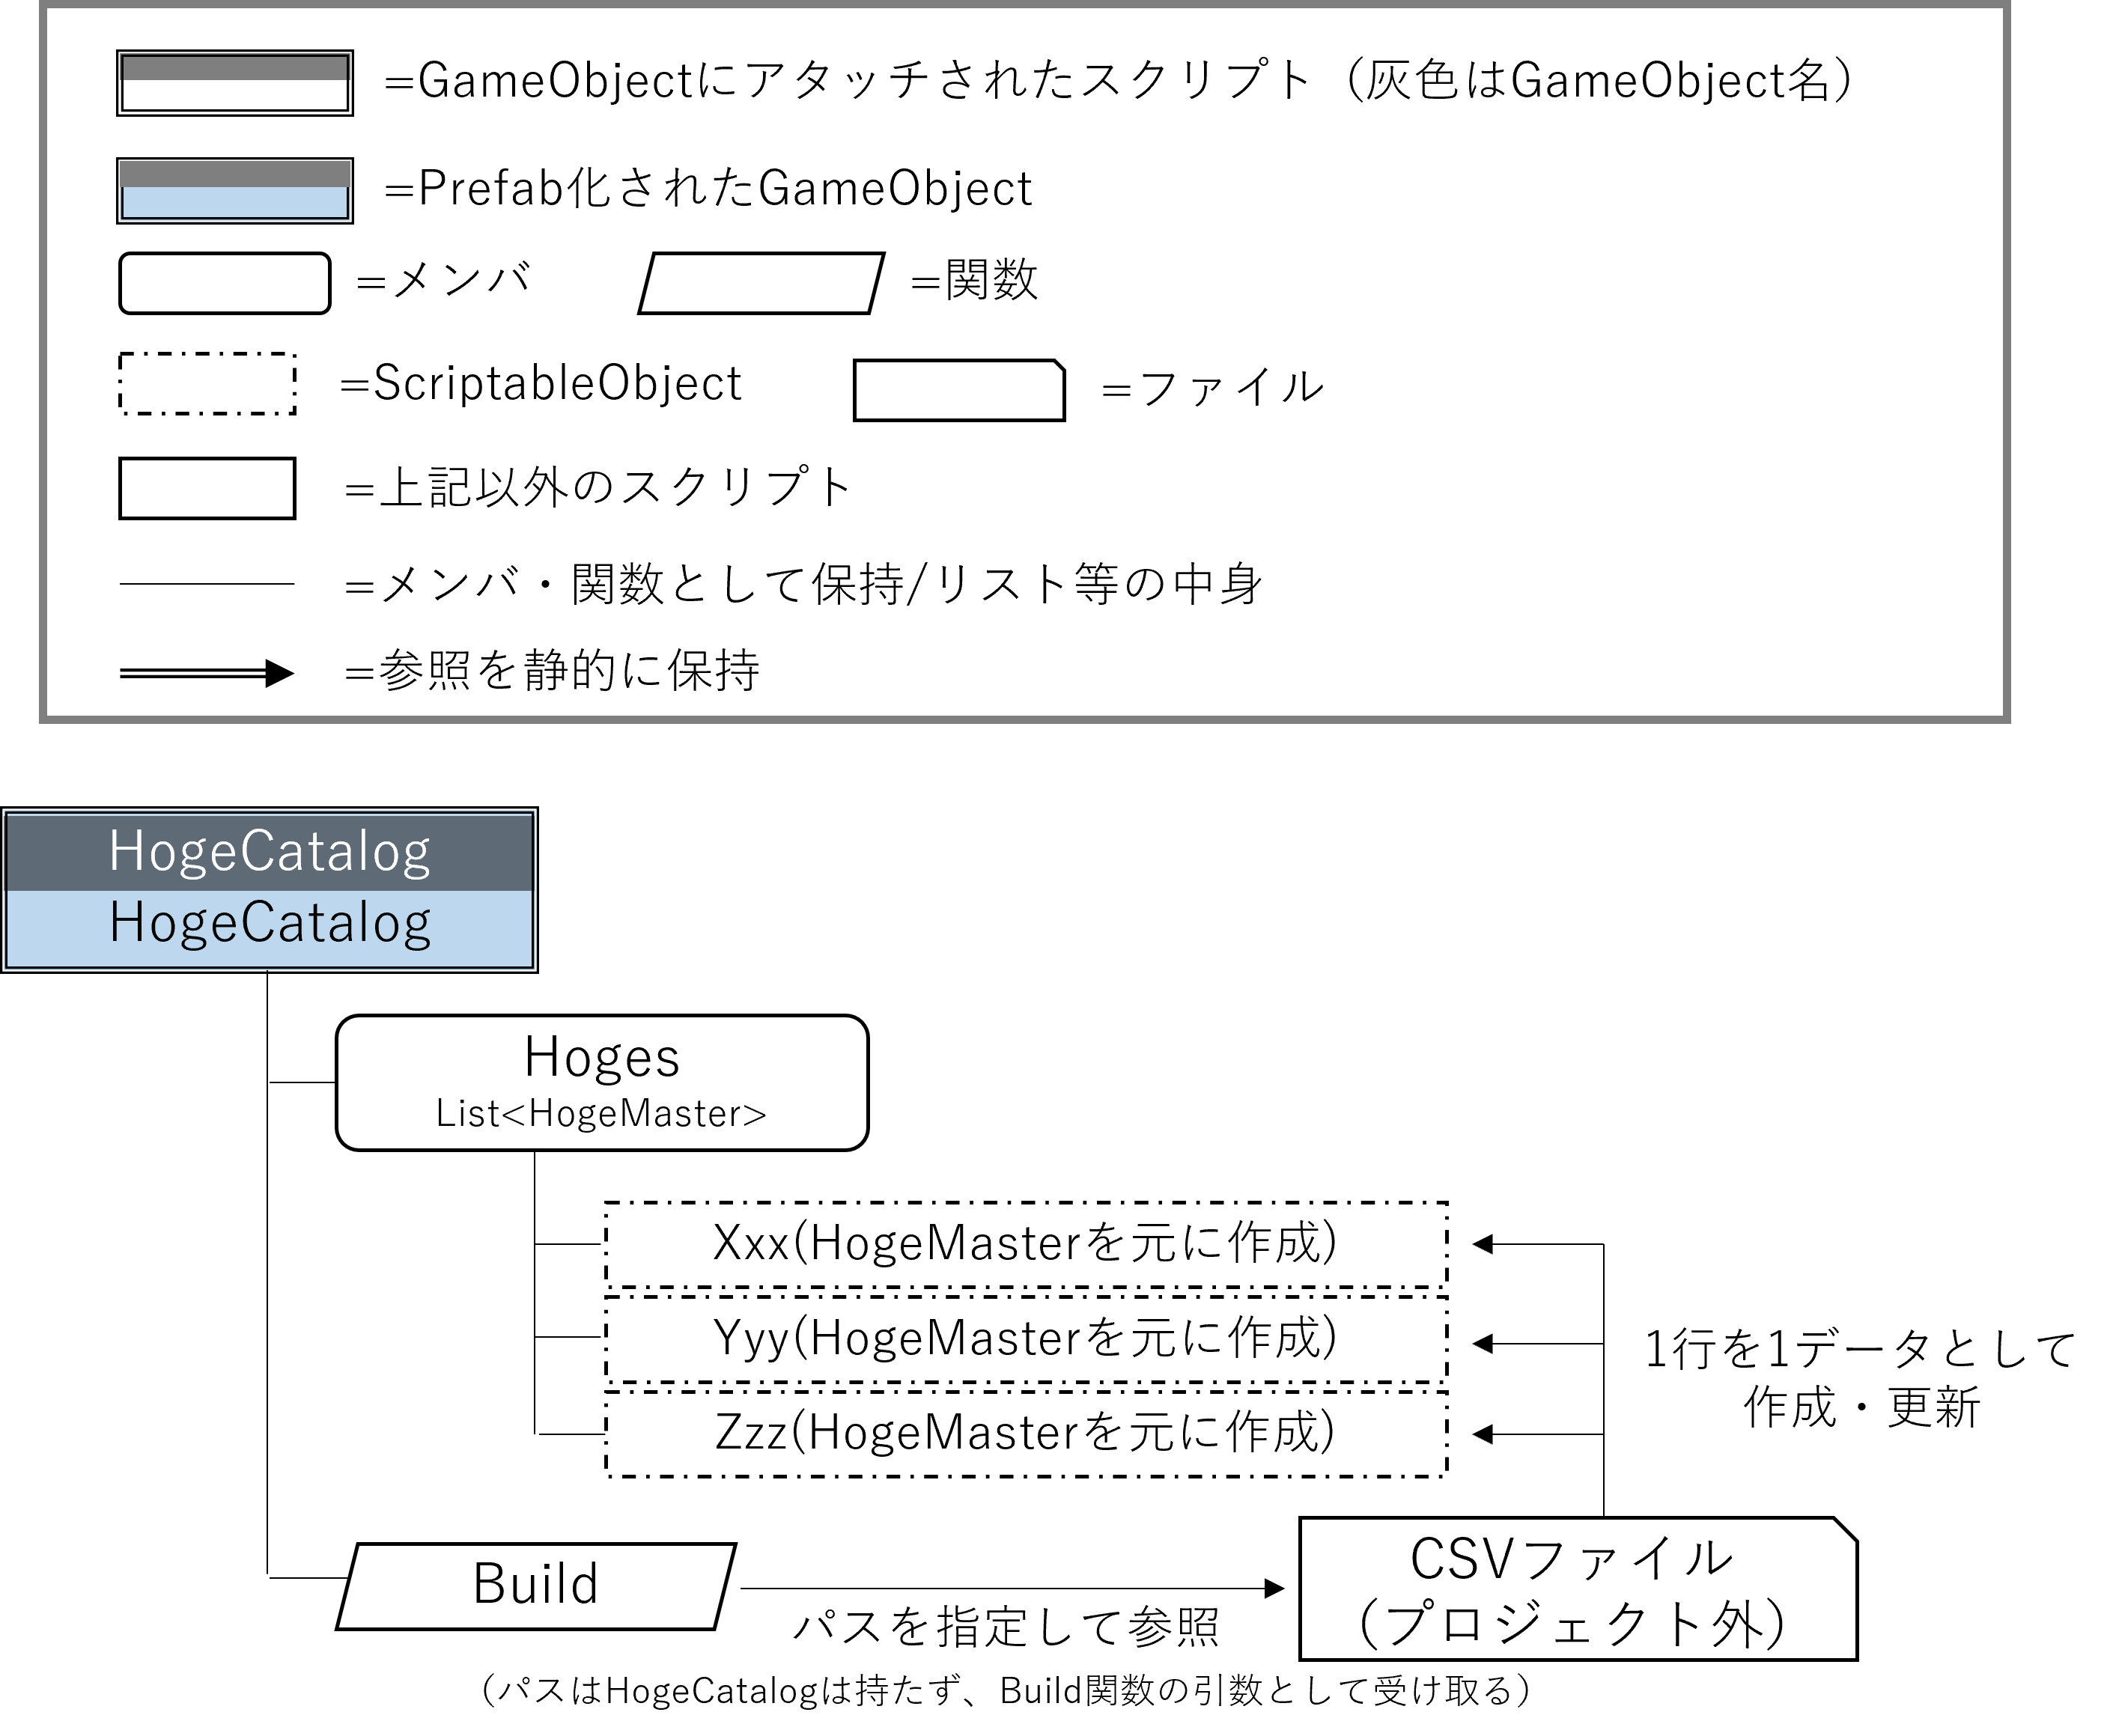 =GameObjectにアタッチされたスクリプト（灰色はGameObject名）
=Prefab化されたGameObject
=メンバ
=関数
=ScriptableObject
=ファイル
=上記以外のスクリプト
=メンバ・関数として保持/リスト等の中身
=参照を静的に保持
HogeCatalog
HogeCatalog
Hoges
List<HogeMaster>
Xxx(HogeMasterを元に作成)
Yyy(HogeMasterを元に作成)
Zzz(HogeMasterを元に作成)
1行を1データとして
作成・更新
Build
パスを指定して参照
CSVファイル
(プロジェクト外)
（パスはHogeCatalogは持たず、Build関数の引数として受け取る）